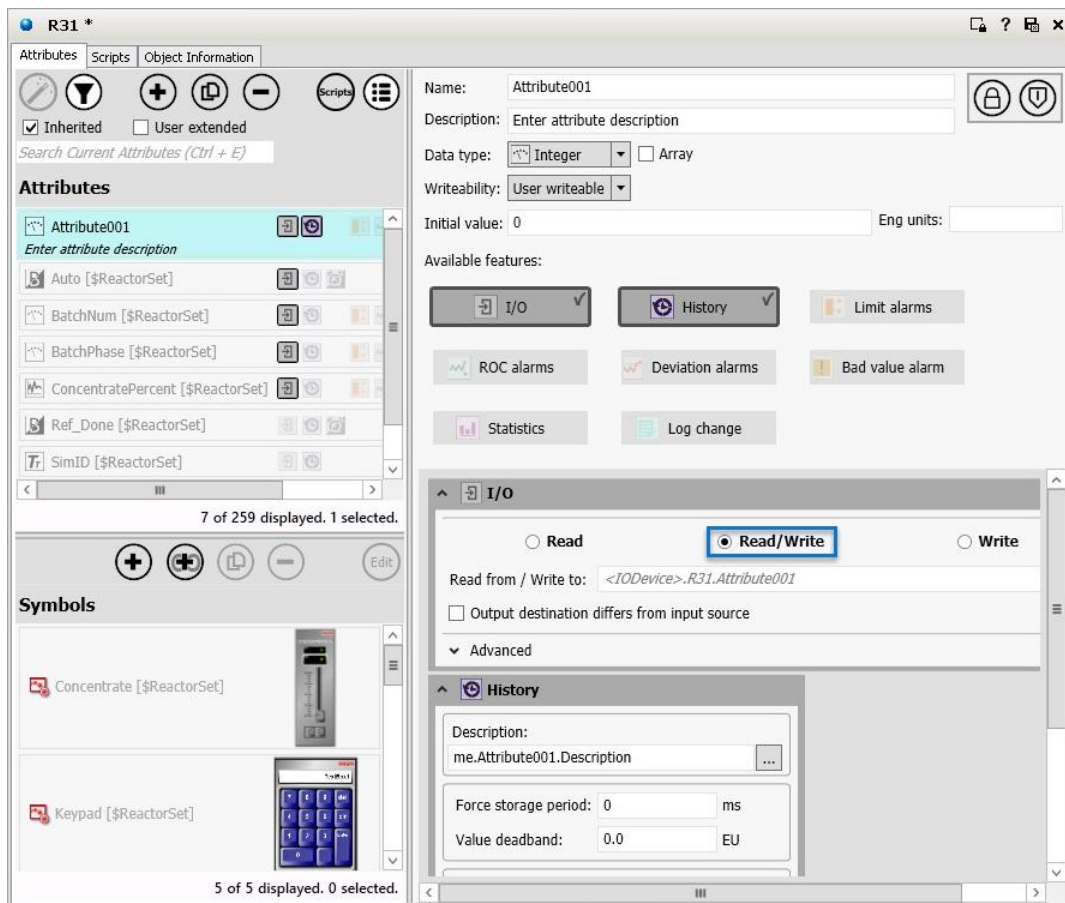 R31 *
?
Attributes Scripts Object Information
Scripts
Inherited User extended
Search Current Attributes (Ctrl + E)
Attributes
Attribute001
Enter attribute description
Auto [$ReactorSet]
BatchNum [$ReactorSet]
BatchPhase [$ReactorSet]
ConcentratePercent [$ReactorSet]
Ref_Done [$ReactorSet]
SimID [$ReactorSet]
7 of 259 displayed. 1 selected.
Edit
Symbols
Concentrate [$ReactorSet]
Keypad [$ReactorSet]
5 of 5 displayed. 0 selected.
Name: Attribute001
Description: Enter attribute description
Data type: Integer Array
Writeability: User writeable
Initial value: 0 Eng units:
Available features:
I/O History Limit alarms
ROC alarms Deviation alarms Bad value alarm
Statistics Log change
I/O
Read Read/Write Write
Read from / Write to: <IODevice>.R31.Attribute001
Output destination differs from input source
Advanced
History
Description:
me.Attribute001.Description ...
Force storage period: 0 ms
Value deadband: 0.0 EU